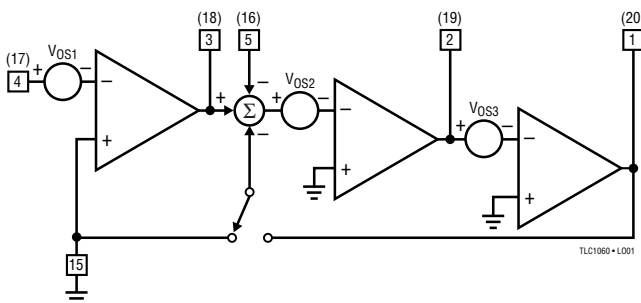 (18) (16) (19) (20)
(17) V_OS1 3 5 2 1
4 + − − − V_OS2
+ Σ + − − V_OS3
+ − + − −
+ +
+
15
TLC1060 • L001